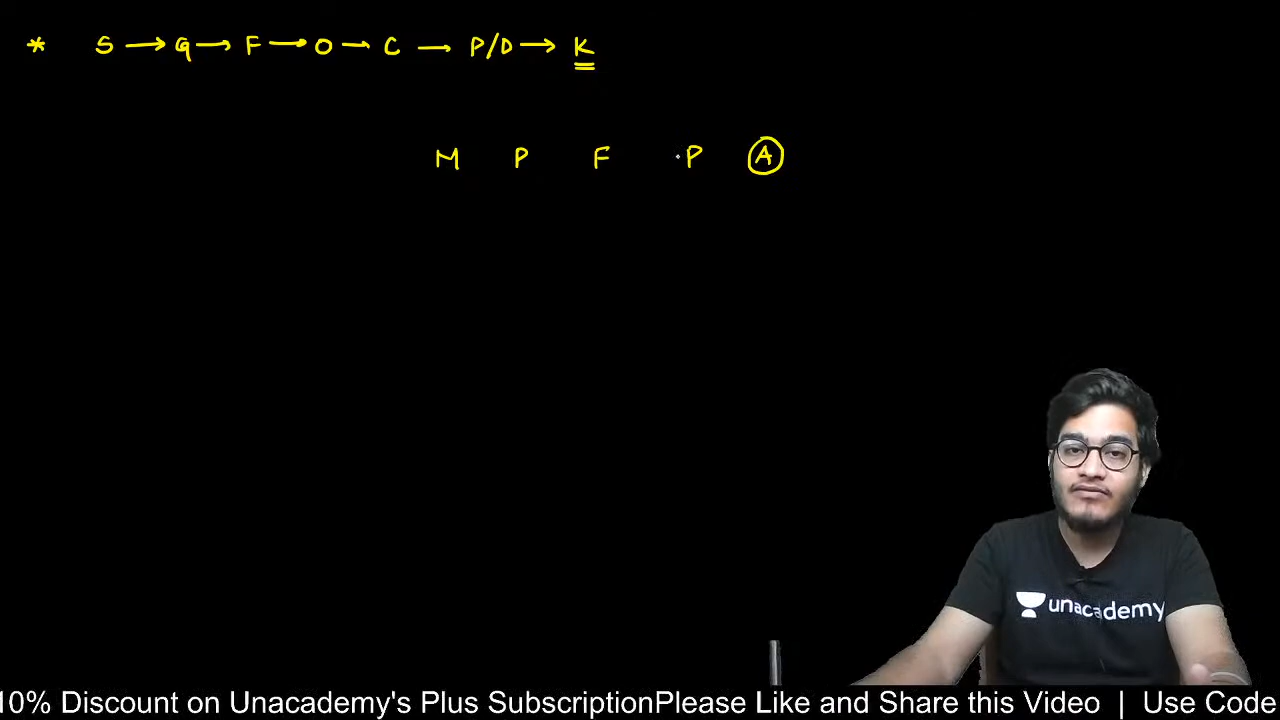 * S → G → F → O → C → P/D → K
M P F P A
unacademy
10% Discount on Unacademy's Plus SubscriptionPlease Like and Share this Video | Use Code